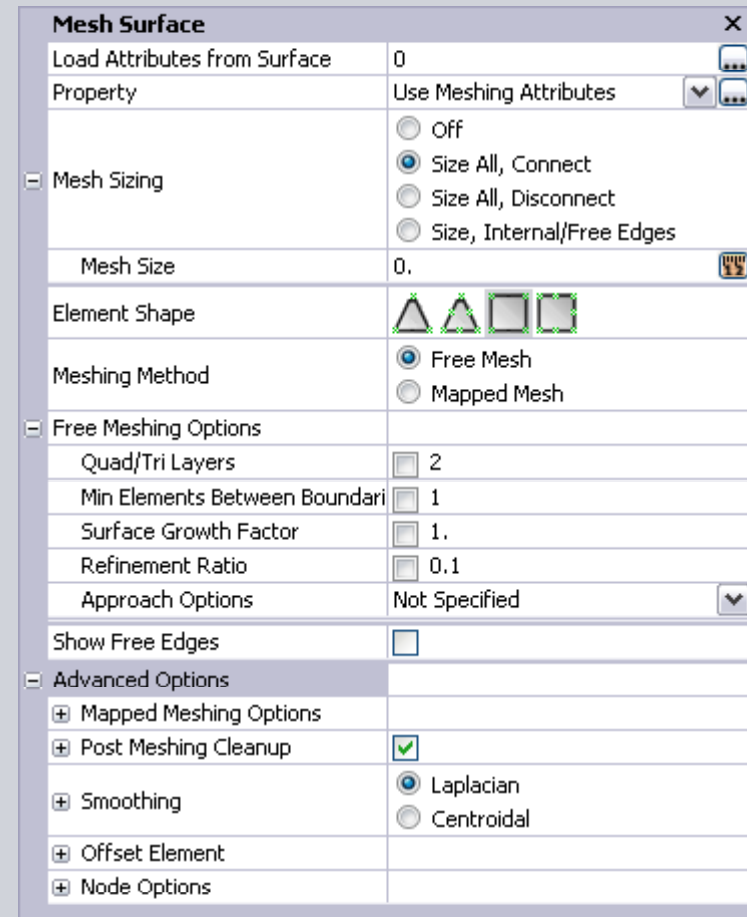 Mesh Surface
Load Attributes from Surface 0
Property Use Meshing Attributes
Off
Mesh Sizing Size All, Connect
Size All, Disconnect
Size, Internal/Free Edges
Mesh Size 0.
Element Shape
Meshing Method Free Mesh
Mapped Mesh
Free Meshing Options
Quad/Tri Layers 2
Min Elements Between Boundari 1
Surface Growth Factor 1.
Refinement Ratio 0.1
Approach Options Not Specified
Show Free Edges
Advanced Options
Mapped Meshing Options
Post Meshing Cleanup
Smoothing Laplacian
Centroidal
Offset Element
Node Options